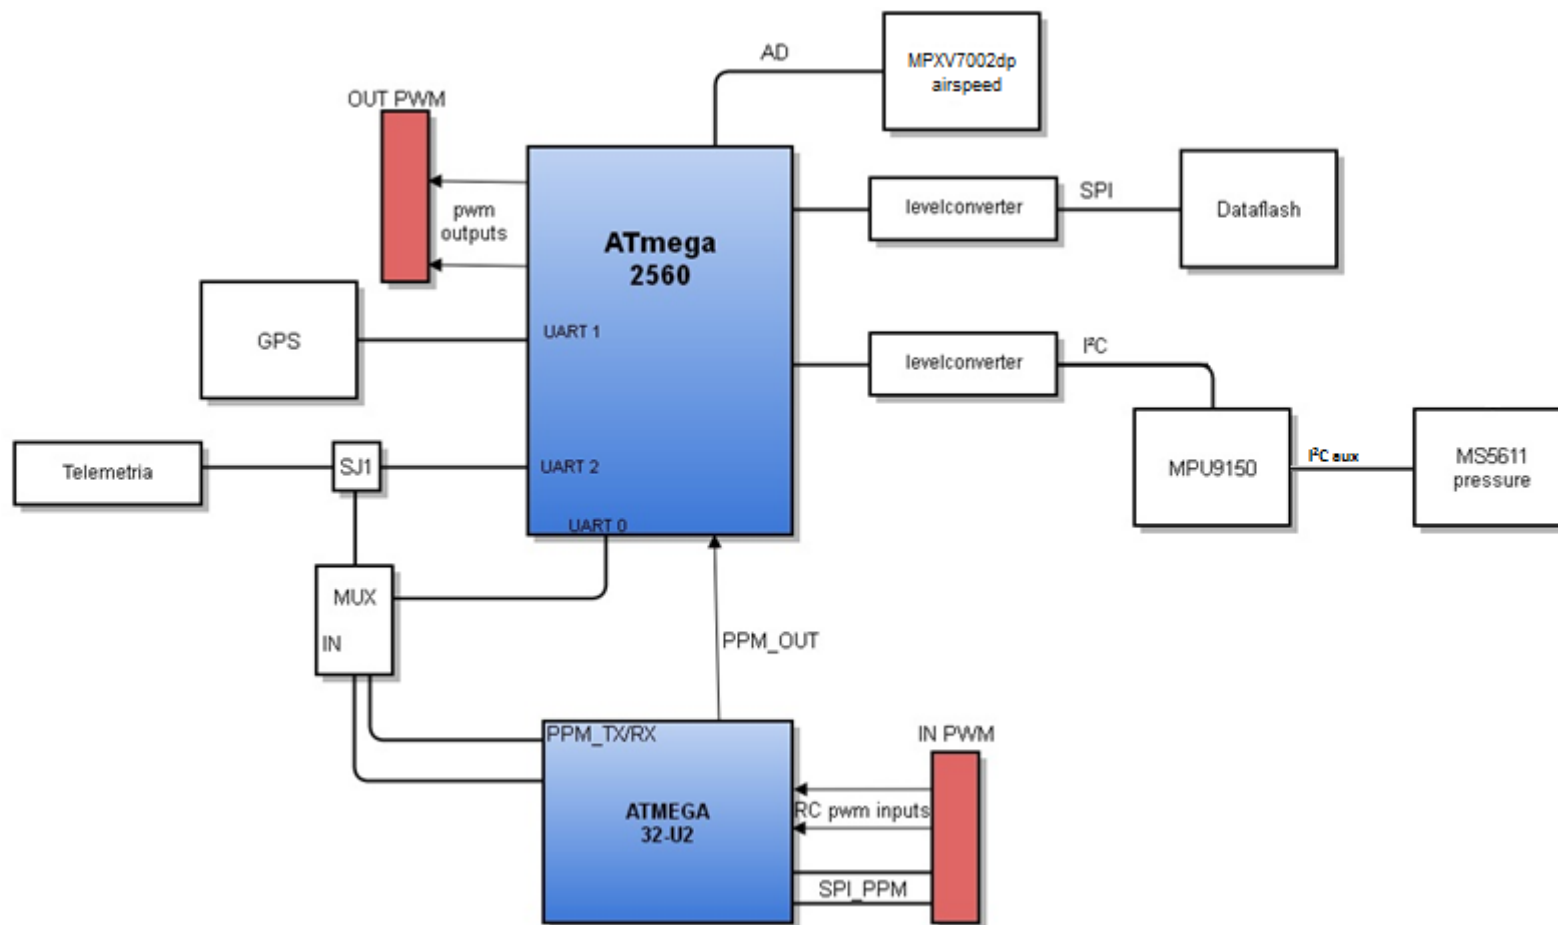 AD
MPXV7002dp
airspeed
OUT PWM
pwm
outputs
ATmega
2560
levelconverter
SPI
Dataflash
GPS
UART 1
levelconverter
I²C
Telemetria
SJ1
UART 2
MPU9150
I²C aux
MS5611
pressure
UART 0
MUX
IN
PPM_OUT
PPM_TX/RX
IN PWM
ATMEGA
32-U2
RC pwm inputs
SPI_PPM